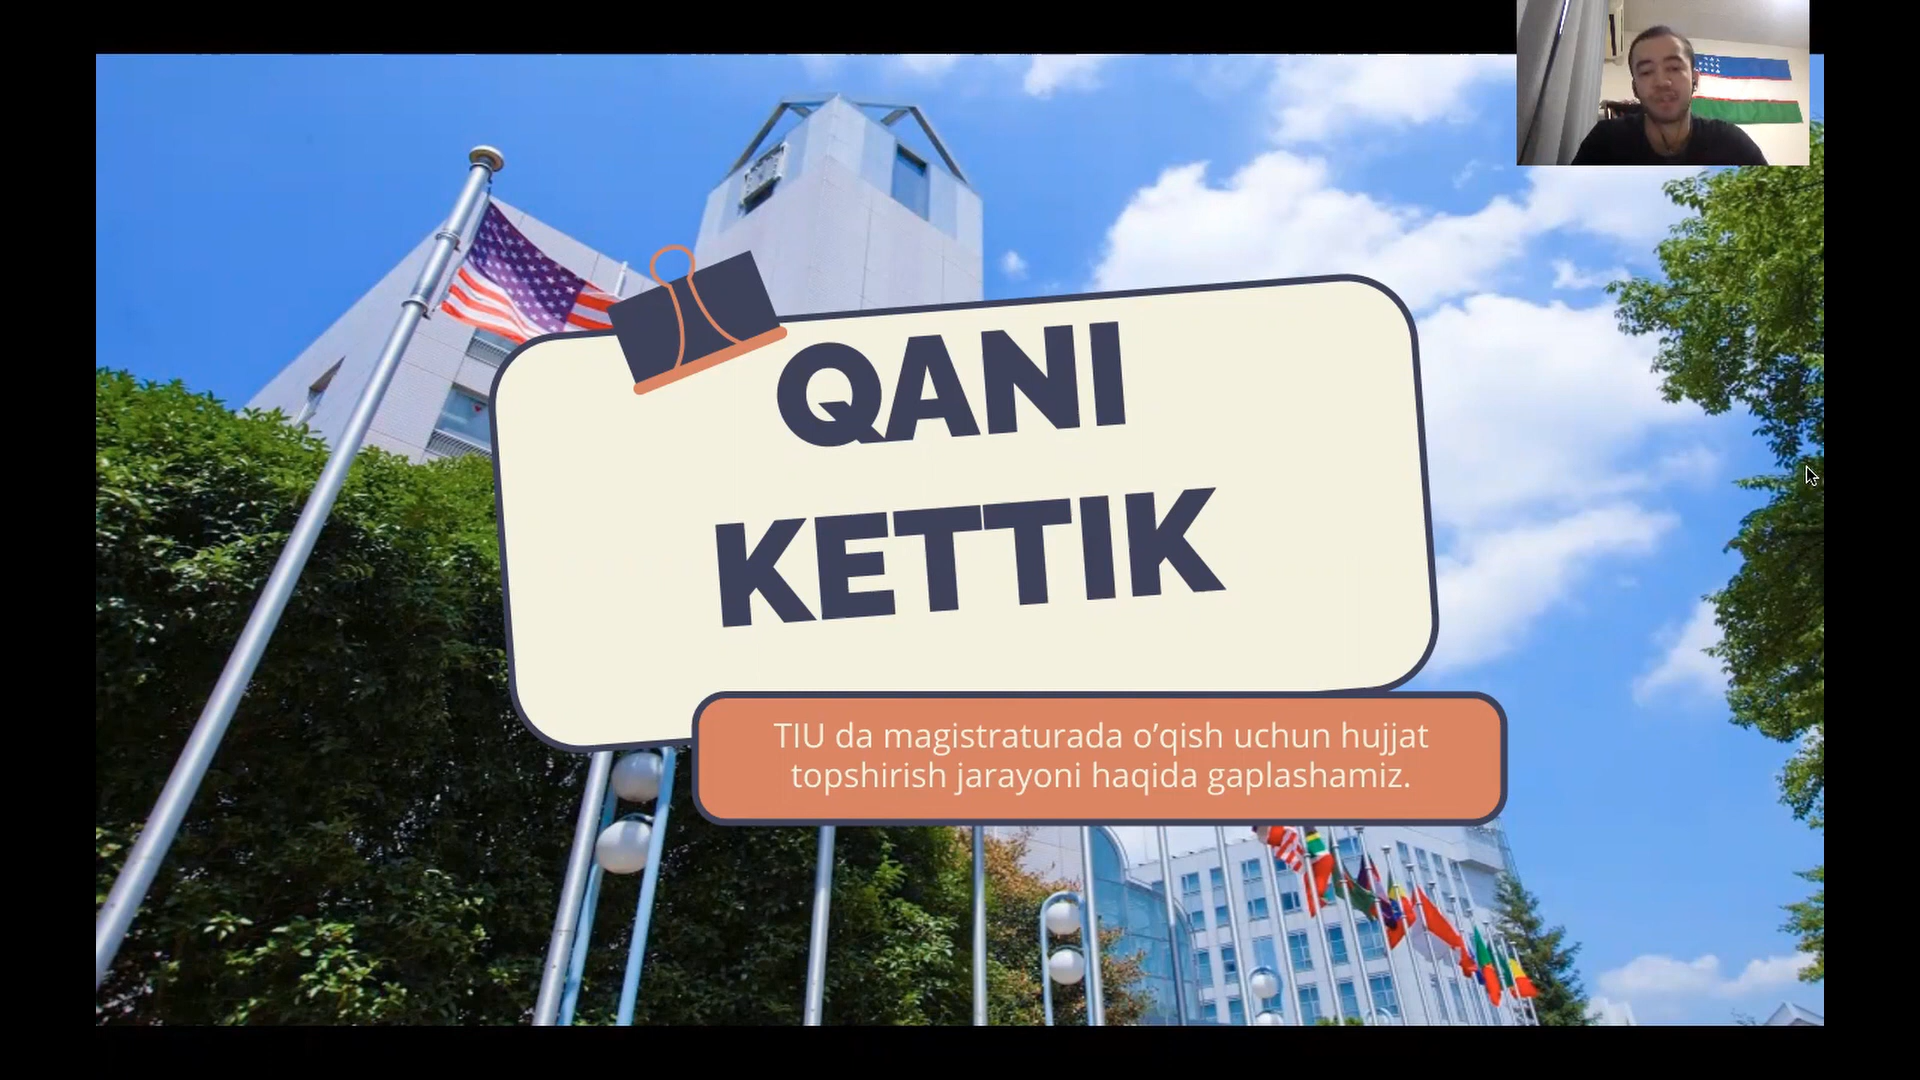 QANI
KETTIK
TIU da magistraturada o’qish uchun hujjat
topshirish jarayoni haqida gaplashamiz.